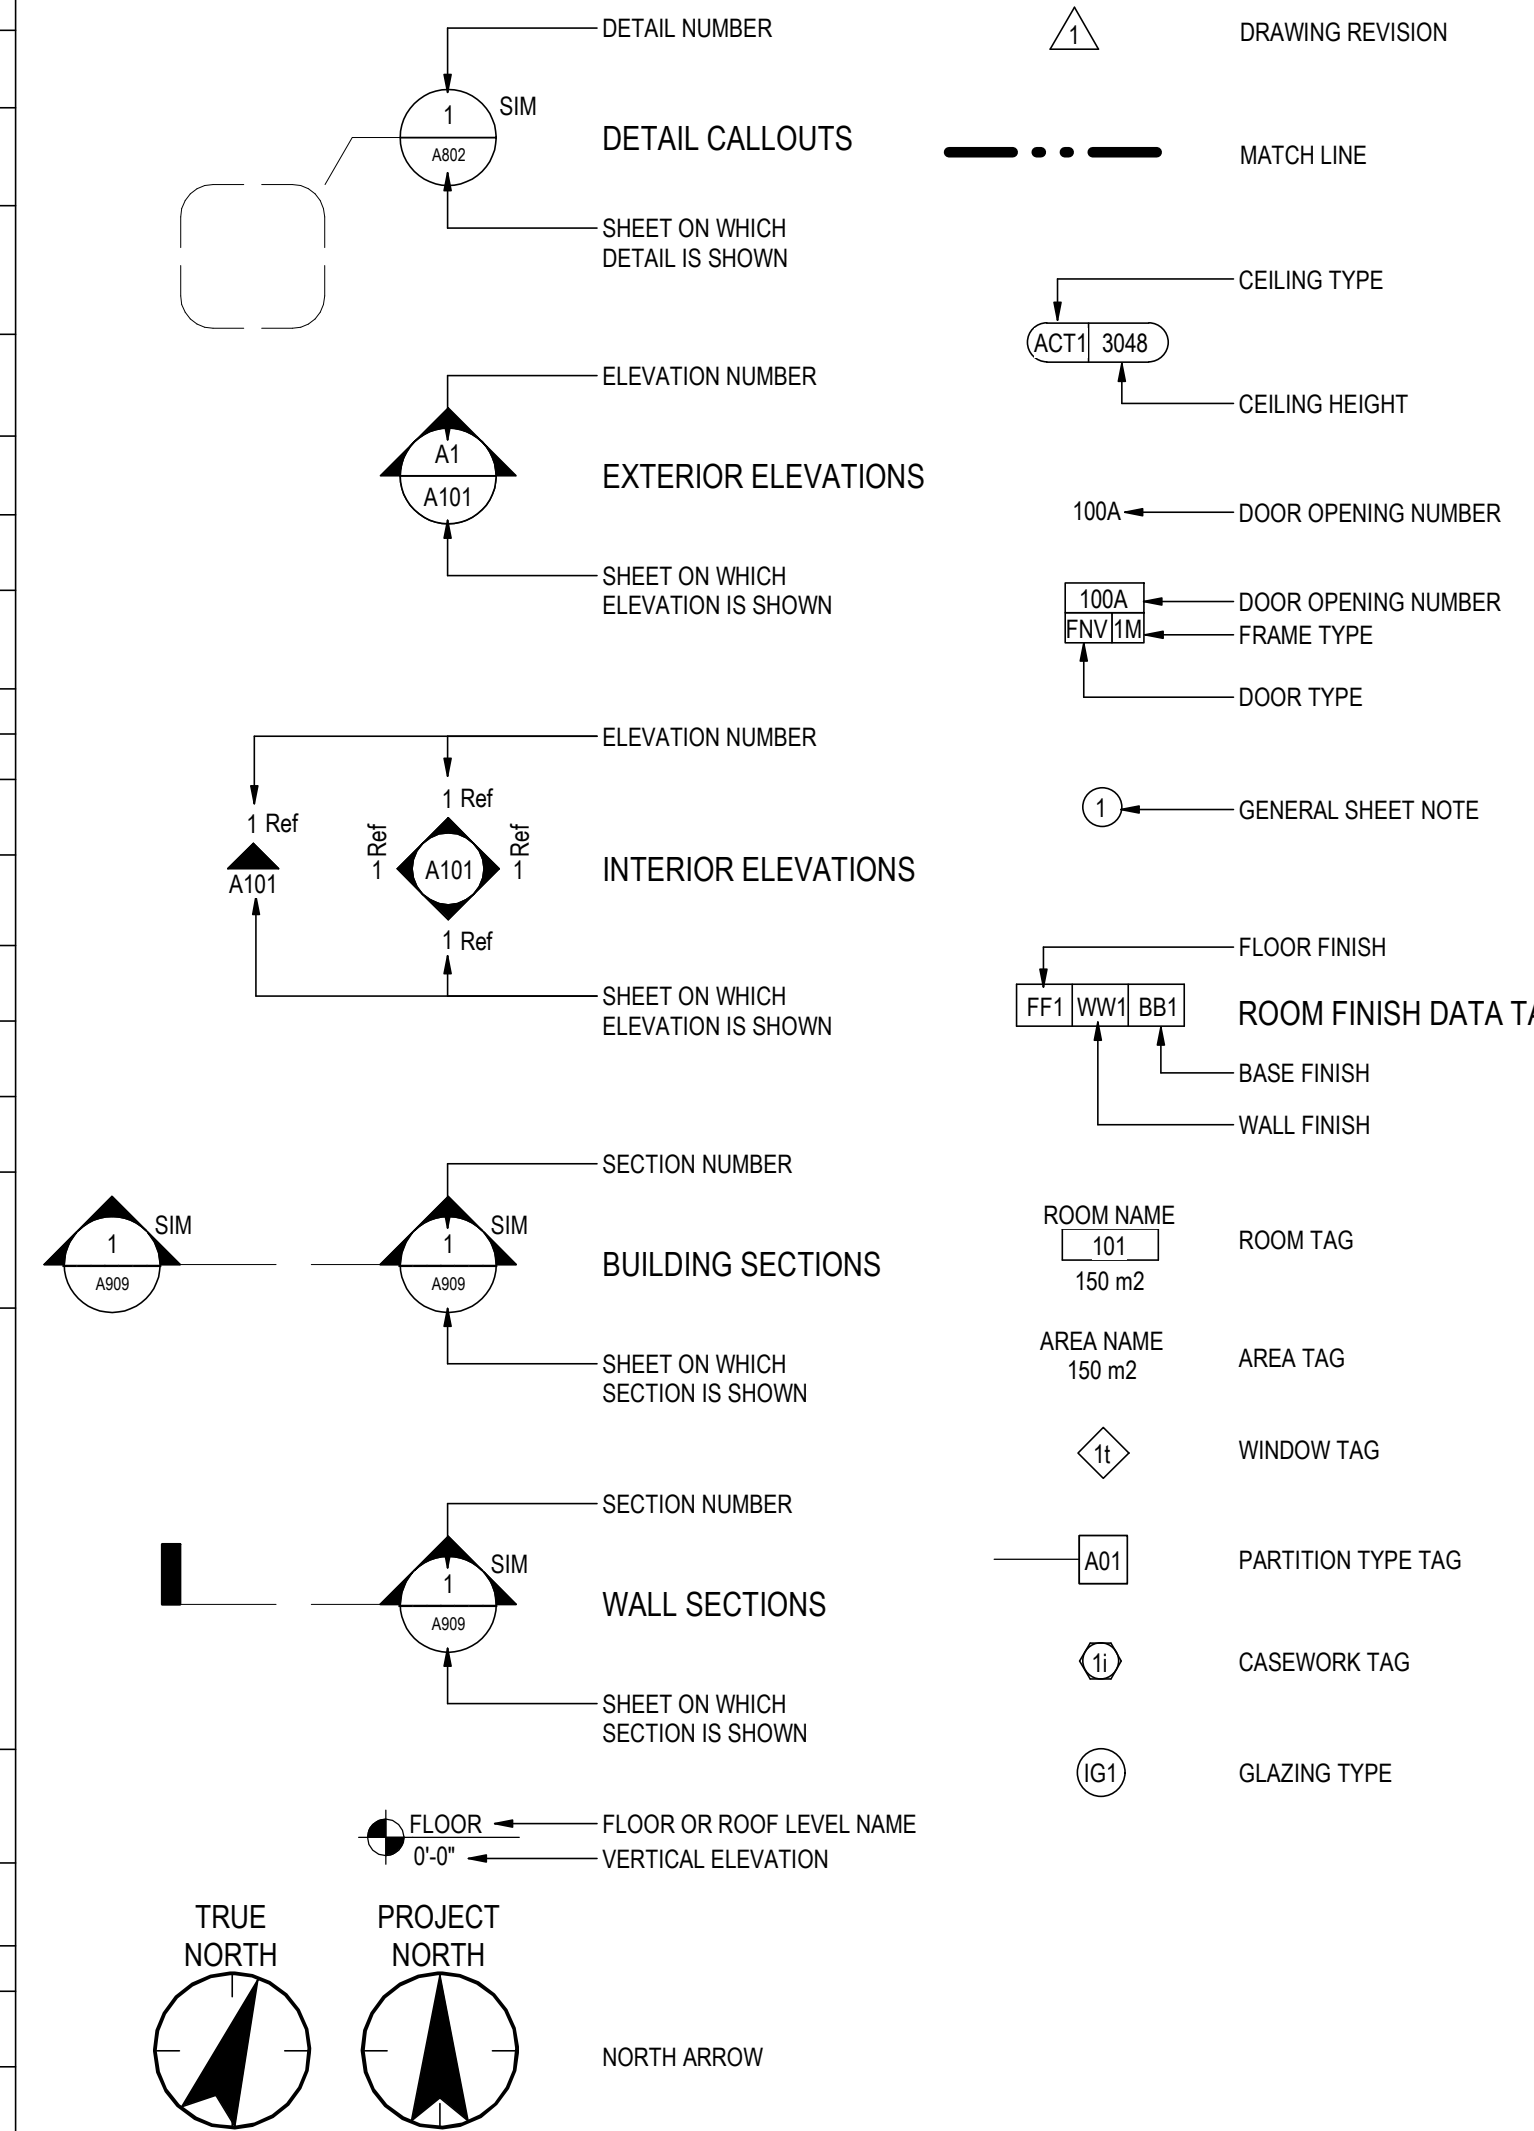 DETAIL NUMBER
1
SIM
A802
DETAIL CALLOUTS
SHEET ON WHICH
DETAIL IS SHOWN
ELEVATION NUMBER
A1
A101
EXTERIOR ELEVATIONS
SHEET ON WHICH
ELEVATION IS SHOWN
ELEVATION NUMBER
1 Ref
A101
1 Ref
1 Ref
A101
1 Ref
1 Ref
INTERIOR ELEVATIONS
SHEET ON WHICH
ELEVATION IS SHOWN
SECTION NUMBER
1
SIM
A909
1
SIM
A909
BUILDING SECTIONS
SHEET ON WHICH
SECTION IS SHOWN
SECTION NUMBER
1
SIM
A909
WALL SECTIONS
SHEET ON WHICH
SECTION IS SHOWN
FLOOR
FLOOR OR ROOF LEVEL NAME
0'-0"
VERTICAL ELEVATION
TRUE
NORTH
PROJECT
NORTH
NORTH ARROW
1
DRAWING REVISION
MATCH LINE
CEILING TYPE
ACT1 3048
CEILING HEIGHT
100A
DOOR OPENING NUMBER
100A
DOOR OPENING NUMBER
FNV 1M
FRAME TYPE
DOOR TYPE
1
GENERAL SHEET NOTE
FLOOR FINISH
FF1 WW1 BB1
ROOM FINISH DATA TA
BASE FINISH
WALL FINISH
ROOM NAME
101
150 m2
ROOM TAG
AREA NAME
150 m2
AREA TAG
1t
WINDOW TAG
A01
PARTITION TYPE TAG
1i
CASEWORK TAG
IG1
GLAZING TYPE